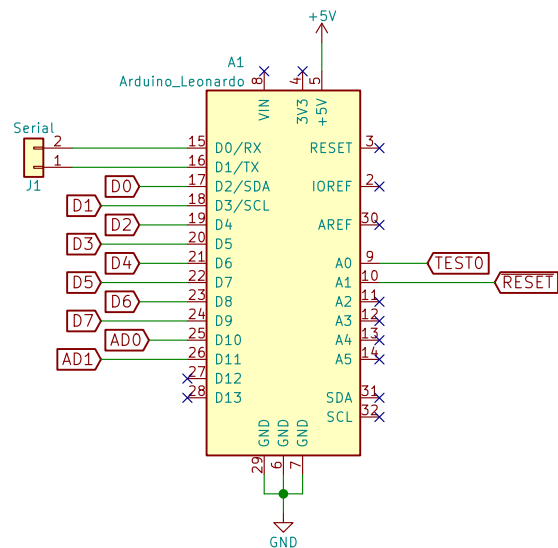 +5V
A1
Arduino_Leonardo
8 4 5
VIN 3V3 +5V
Serial
2 15 D0/RX RESET 3
1 16 D1/TX
J1
D0 17 D2/SDA IOREF 2
D1 18 D3/SCL
D2 19 D4 AREF 30
D3 20 D5
D4 21 D6 A0 9 TEST0
D5 22 D7 A1 10 RESET
D6 23 D8 A2 11
D7 24 D9 A3 12
AD0 25 D10 A4 13
AD1 26 D11 A5 14
27 D12
28 D13 SDA 31
SCL 32
GND GND GND
29 6 7
GND